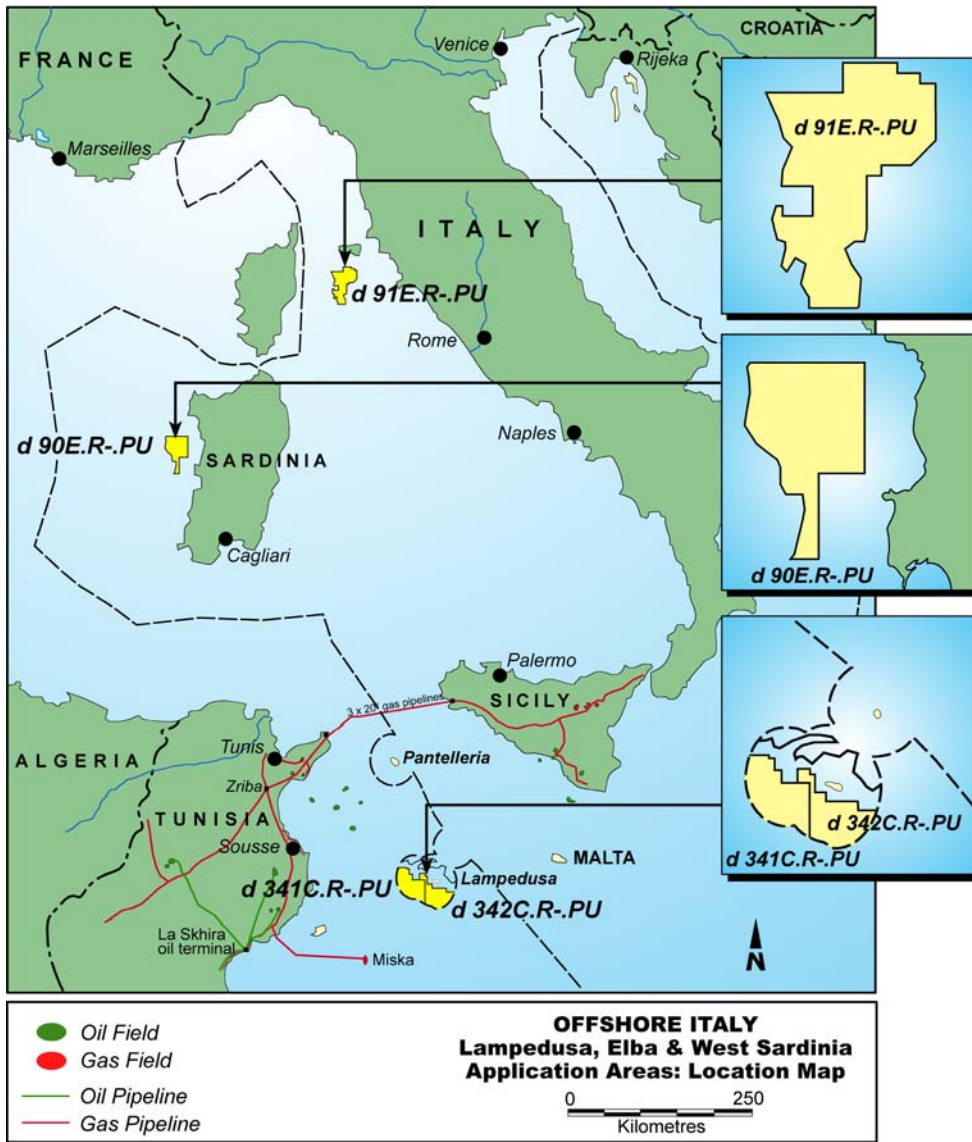 FRANCE
Venice
CROATIA
Rijeka
Marseilles
d 91E.R-.PU
ITALY
d 91E.R-.PU
Rome
d 90E.R-.PU
SARDINIA
Naples
Cagliari
d 90E.R-.PU
Palermo
SICILY
3 x 20" gas pipelines
ALGERIA
Tunis
Pantelleria
Zriba
TUNISIA
Sousse
MALTA
Lampedusa
d 341C.R-.PU
d 342C.R-.PU
d 342C.R-.PU
d 341C.R-.PU
La Skhira
oil terminal
Miska
N
Oil Field
Gas Field
Oil Pipeline
Gas Pipeline
OFFSHORE ITALY
Lampedusa, Elba & West Sardinia
Application Areas: Location Map
0 250
Kilometres